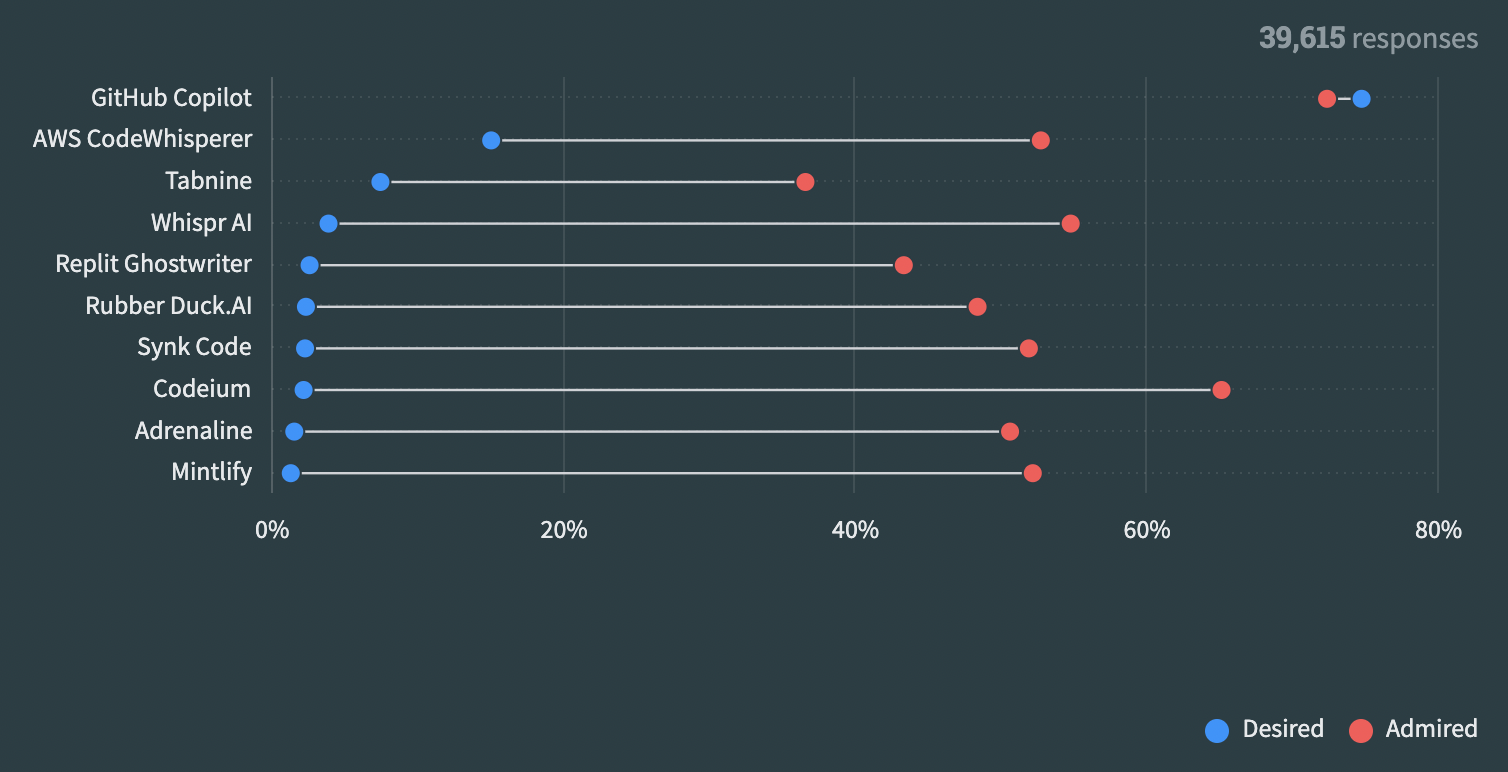 39,615 responses
GitHub Copilot
AWS CodeWhisperer
Tabnine
Whispr AI
Replit Ghostwriter
Rubber Duck.AI
Synk Code
Codeium
Adrenaline
Mintlify
0% 20% 40% 60% 80%
Desired Admired